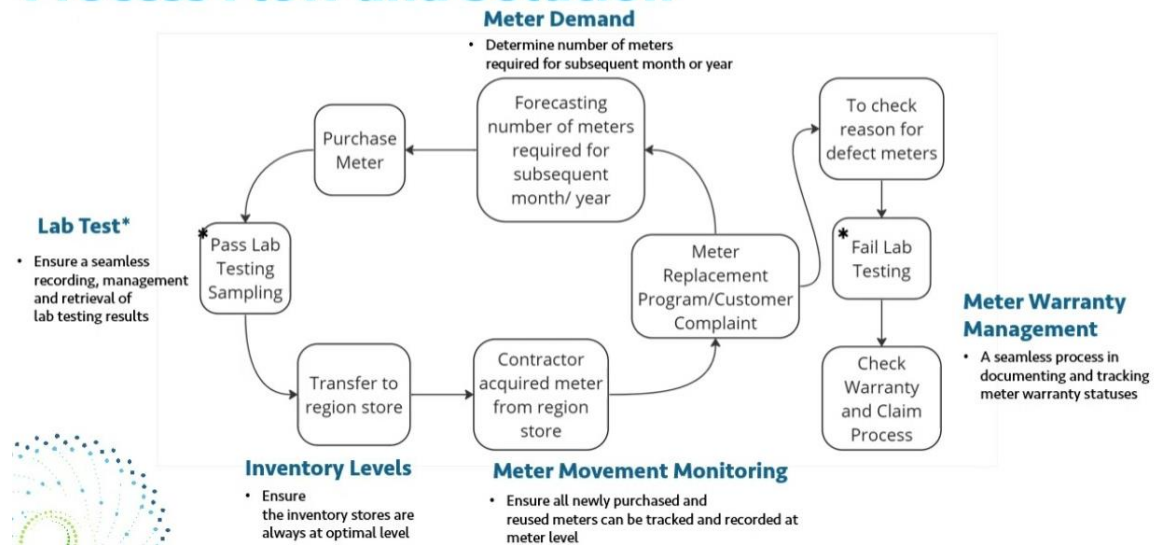 Process Flow and Solution
Meter Demand
• Determine number of meters
required for subsequent month or year
Forecasting
number of meters
required for
subsequent
month/ year
Purchase
Meter
To check
reason for
defect meters
Lab Test*
• Ensure a seamless
recording, management
and retrieval of
lab testing results
*
Pass Lab
Testing
Sampling
Meter
Replacement
Program/Customer
Complaint
*
Fail Lab
Testing
Meter Warranty
Management
• A seamless process in
documenting and tracking
meter warranty statuses
Transfer to
region store
Contractor
acquired meter
from region
store
Check
Warranty
and Claim
Process
Inventory Levels
• Ensure
the inventory stores are
always at optimal level
Meter Movement Monitoring
• Ensure all newly purchased and
reused meters can be tracked and recorded at
meter level